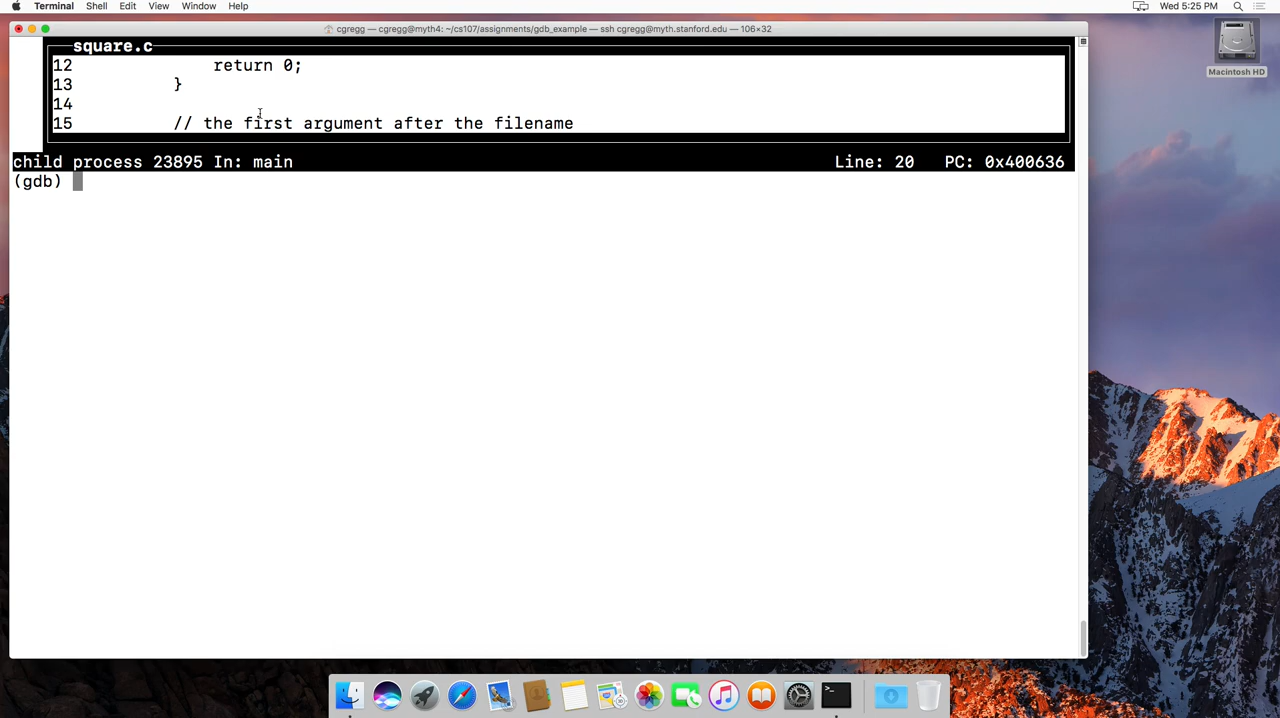 Terminal Shell Edit View Window Help Wed 5:25 PM
cgregg — cgregg@myth4: ~/cs107/assignments/gdb_example — ssh cgregg@myth.stanford.edu — 106×32
Macintosh HD
square.c
12 return 0;
13 }
14
15 // the first argument after the filename
child process 23895 In: main Line: 20 PC: 0x400636
(gdb)